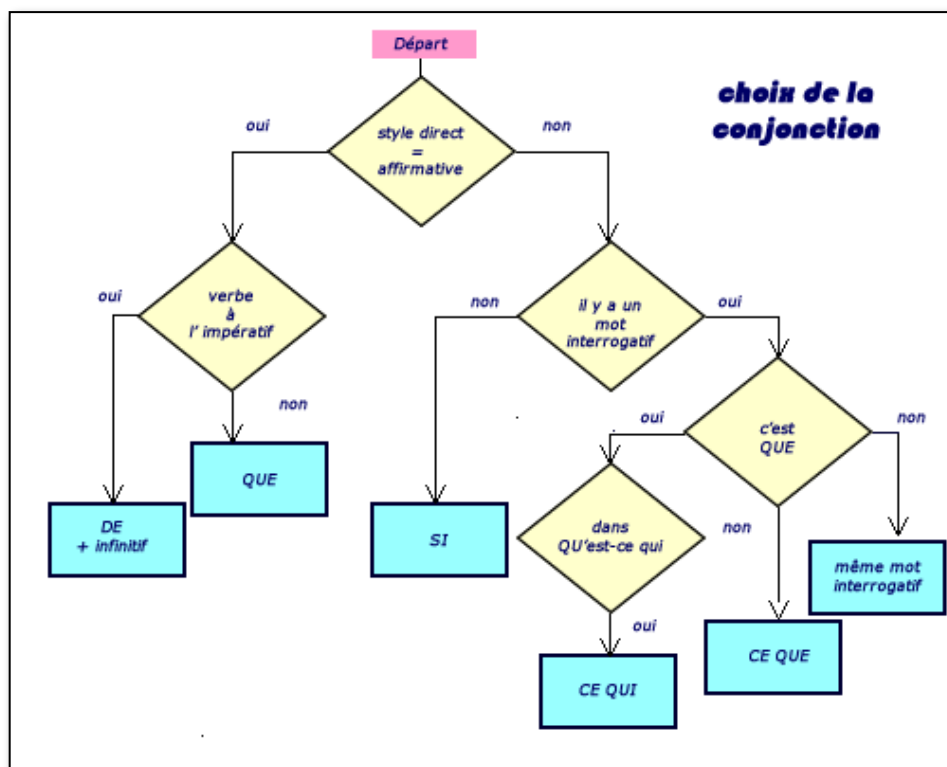 Départ
choix de la
conjonction
oui
non
style direct
=
affirmative
oui
verbe
à
l' impératif
non
non
il y a un
mot
interrogatif
oui
QUE
DE
+ infinitif
SI
oui
c'est
QUE
non
dans
QU'est-ce qui
non
même mot
interrogatif
oui
CE QUI
CE QUE